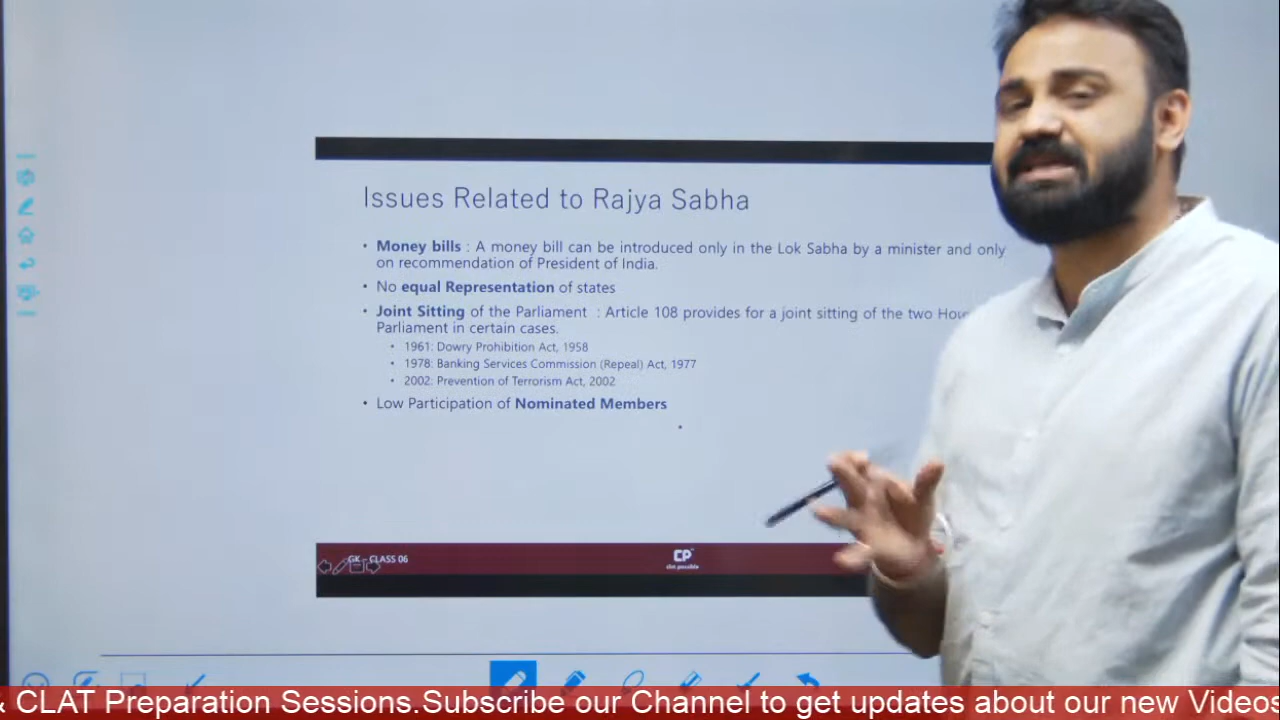 Issues Related to Rajya Sabha
• Money bills : A money bill can be introduced only in the Lok Sabha by a minister and only
on recommendation of President of India.
• No equal Representation of states
• Joint Sitting of the Parliament : Article 108 provides for a joint sitting of the two
Parliament in certain cases.
• 1961: Dowry Prohibition Act, 1958
• 1978: Banking Services Commission (Repeal) Act, 1977
• 2002: Prevention of Terrorism Act, 2002
• Low Participation of Nominated Members
GK - CLASS 06
CP
clat possible
& CLAT Preparation Sessions.Subscribe our Channel to get updates about our new Videos